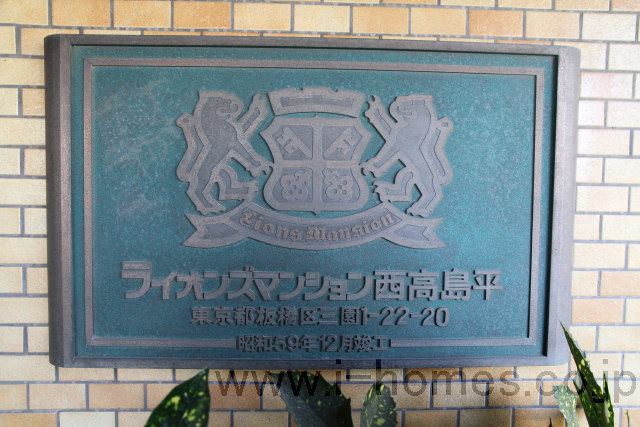 Lions Mansion
ライオンズマンション西高島平
東京都板橋区三園1-22-20
昭和59年12月竣工
www.i-homes.co.jp